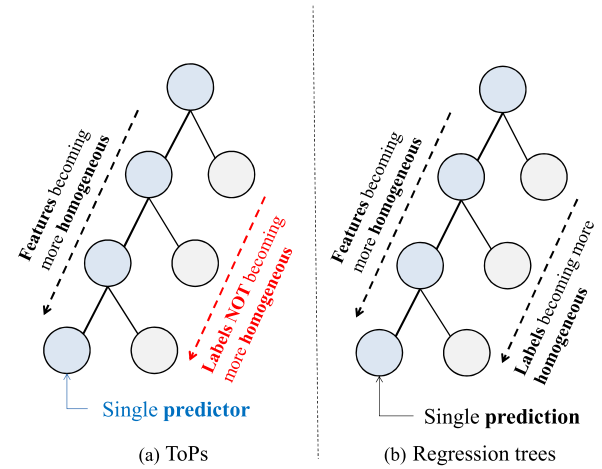 Features becoming
more homogeneous
Labels NOT becoming
more homogeneous
Single predictor
(a) ToPs
Features becoming
more homogeneous
Labels becoming more
homogeneous
Single prediction
(b) Regression trees